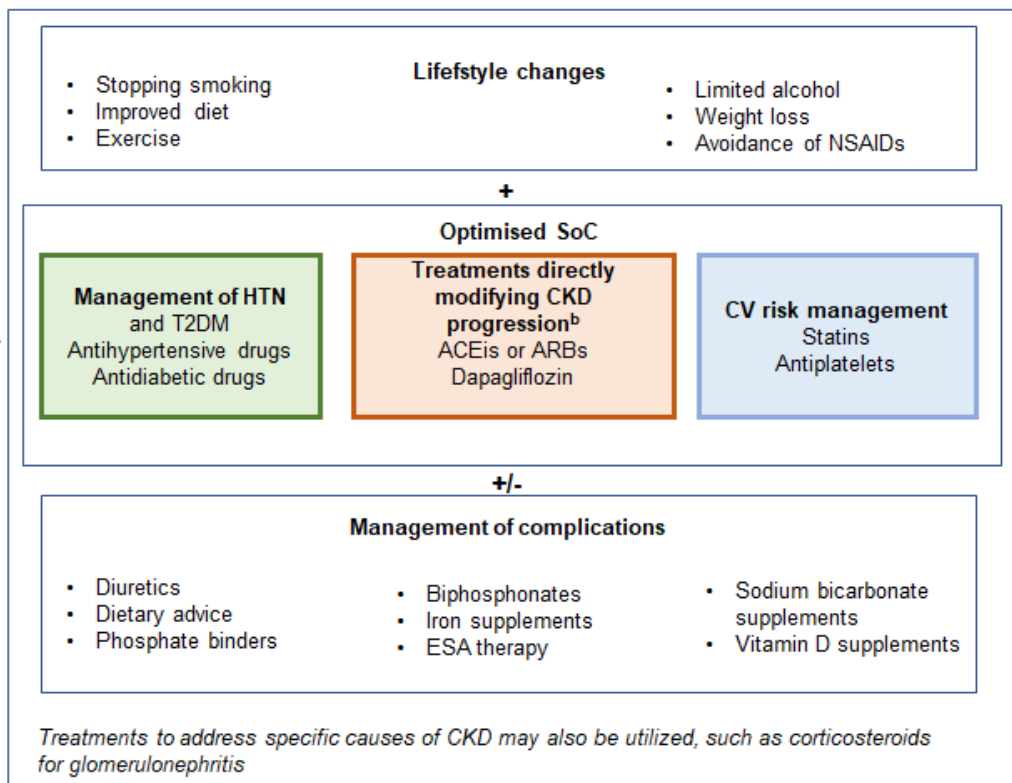 Lifefstyle changes
• Stopping smoking
• Improved diet
• Exercise
• Limited alcohol
• Weight loss
• Avoidance of NSAIDs
+
Optimised SoC
Management of HTN
and T2DM
Antihypertensive drugs
Antidiabetic drugs
Treatments directly
modifying CKD
progressionᵇ
ACEis or ARBs
Dapagliflozin
CV risk management
Statins
Antiplatelets
+/-
Management of complications
• Diuretics
• Dietary advice
• Phosphate binders
• Biphosphonates
• Iron supplements
• ESA therapy
• Sodium bicarbonate
supplements
• Vitamin D supplements
Treatments to address specific causes of CKD may also be utilized, such as corticosteroids
for glomerulonephritis